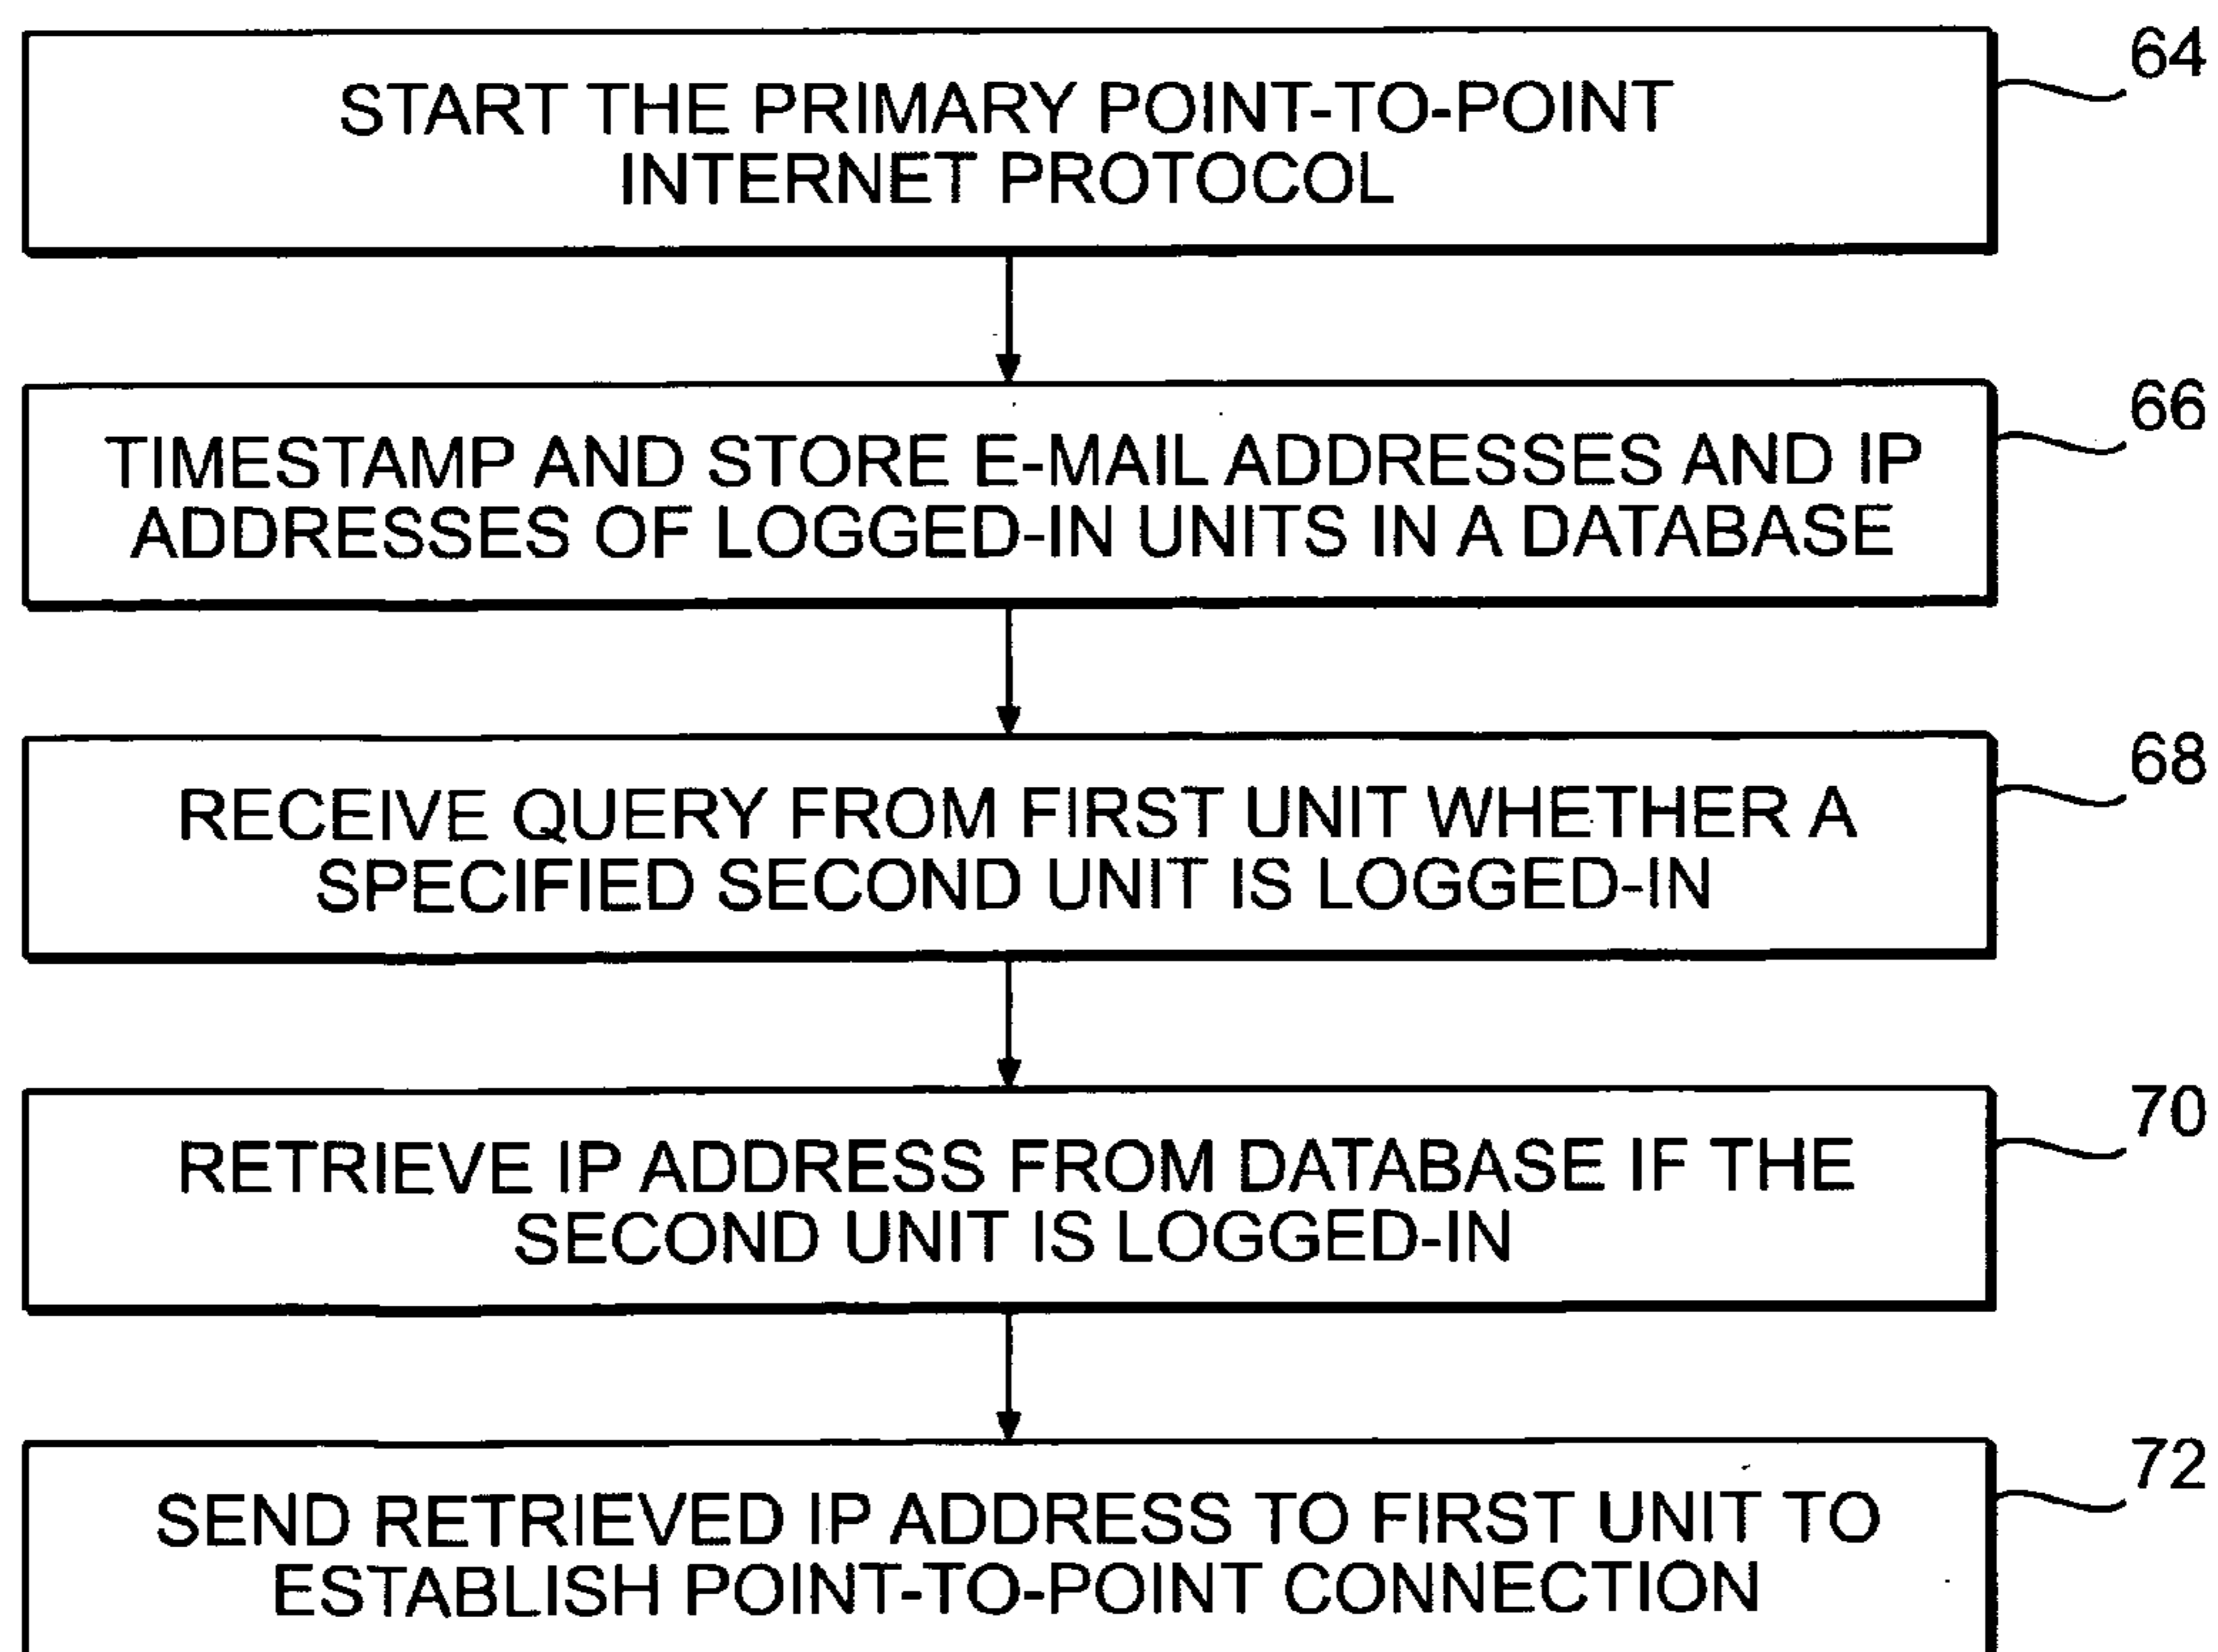 64
START THE PRIMARY POINT-TO-POINT
INTERNET PROTOCOL
66
TIMESTAMP AND STORE E-MAIL ADDRESSES AND IP
ADDRESSES OF LOGGED-IN UNITS IN A DATABASE
68
RECEIVE QUERY FROM FIRST UNIT WHETHER A
SPECIFIED SECOND UNIT IS LOGGED-IN
70
RETRIEVE IP ADDRESS FROM DATABASE IF THE
SECOND UNIT IS LOGGED-IN
72
SEND RETRIEVED IP ADDRESS TO FIRST UNIT TO
ESTABLISH POINT-TO-POINT CONNECTION